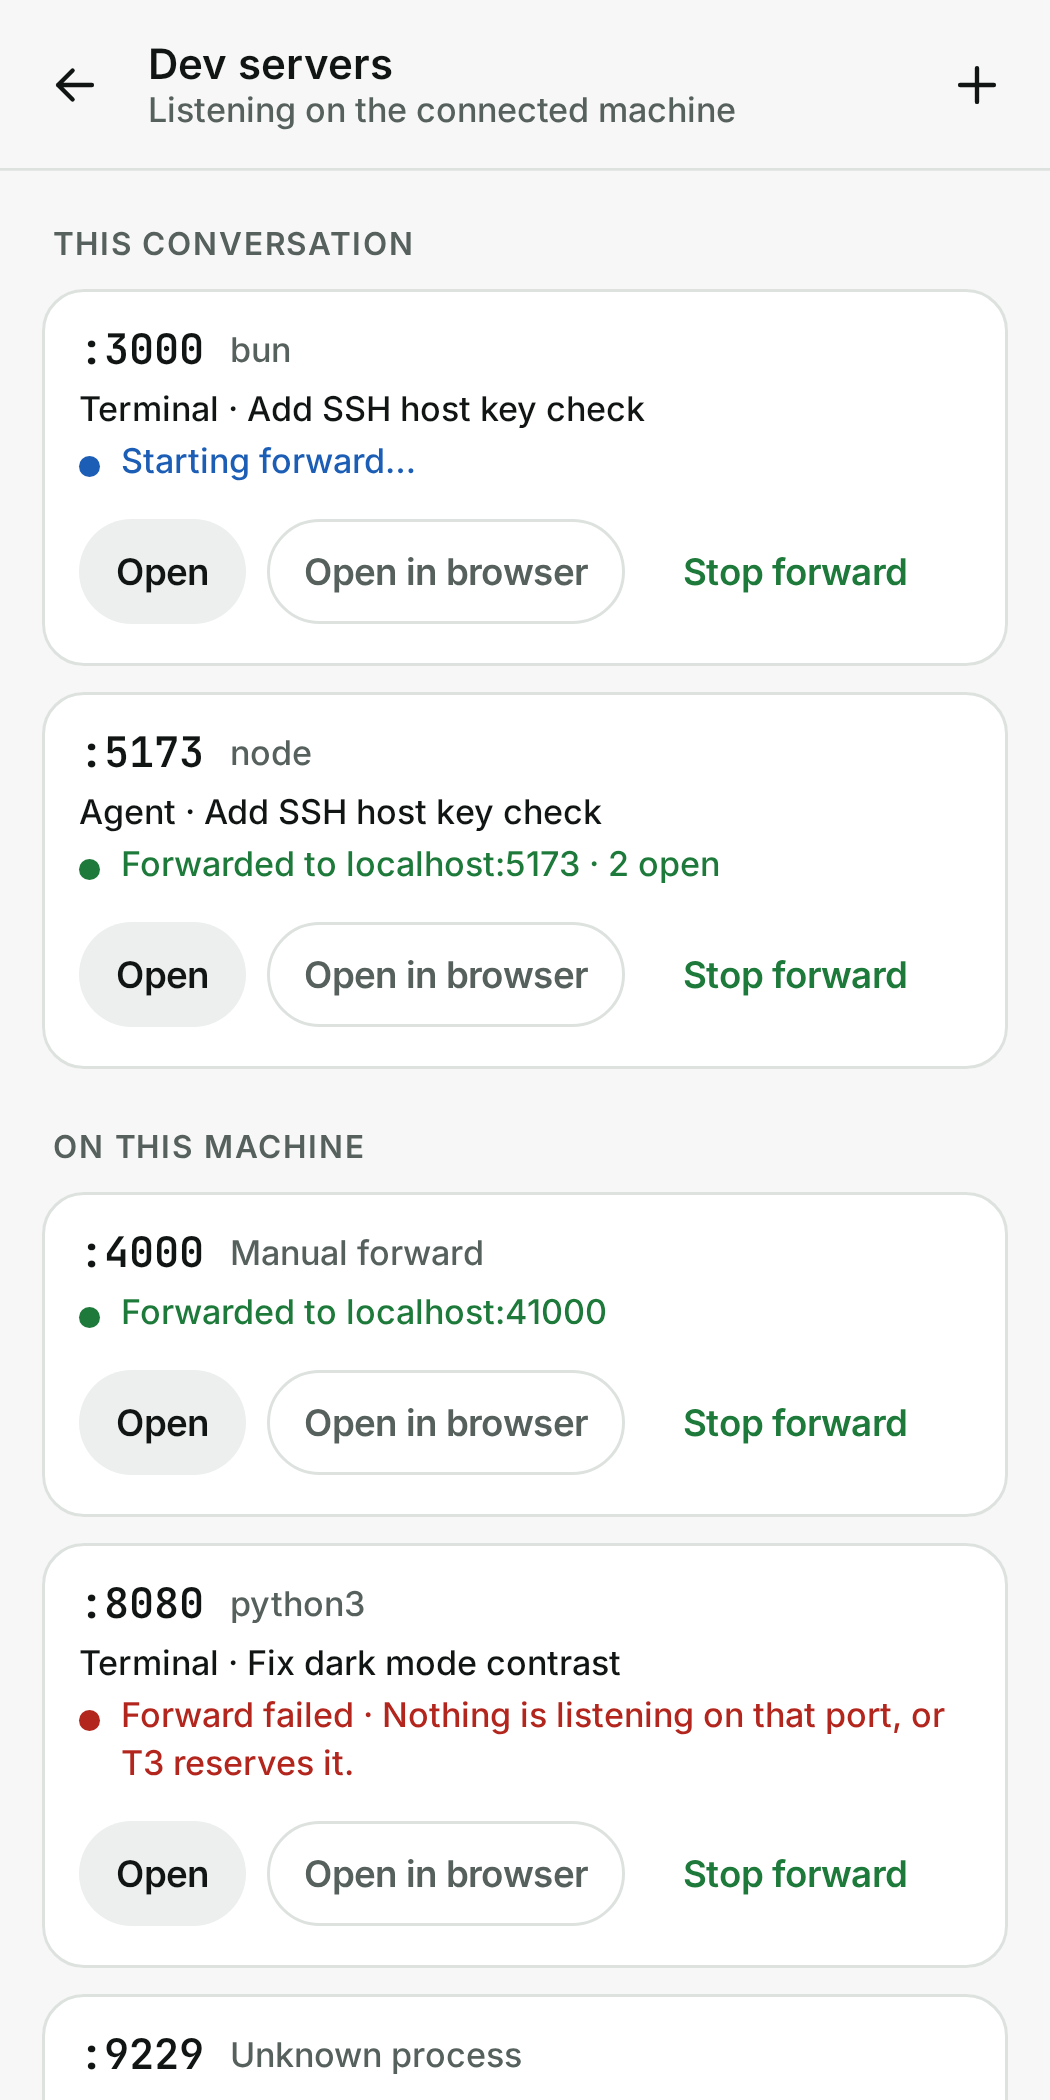 Dev servers
Listening on the connected machine
THIS CONVERSATION
:3000 bun
Terminal · Add SSH host key check
Starting forward...
Open Open in browser Stop forward
:5173 node
Agent · Add SSH host key check
Forwarded to localhost:5173 · 2 open
Open Open in browser Stop forward
ON THIS MACHINE
:4000 Manual forward
Forwarded to localhost:41000
Open Open in browser Stop forward
:8080 python3
Terminal · Fix dark mode contrast
Forward failed · Nothing is listening on that port, or
T3 reserves it.
Open Open in browser Stop forward
:9229 Unknown process